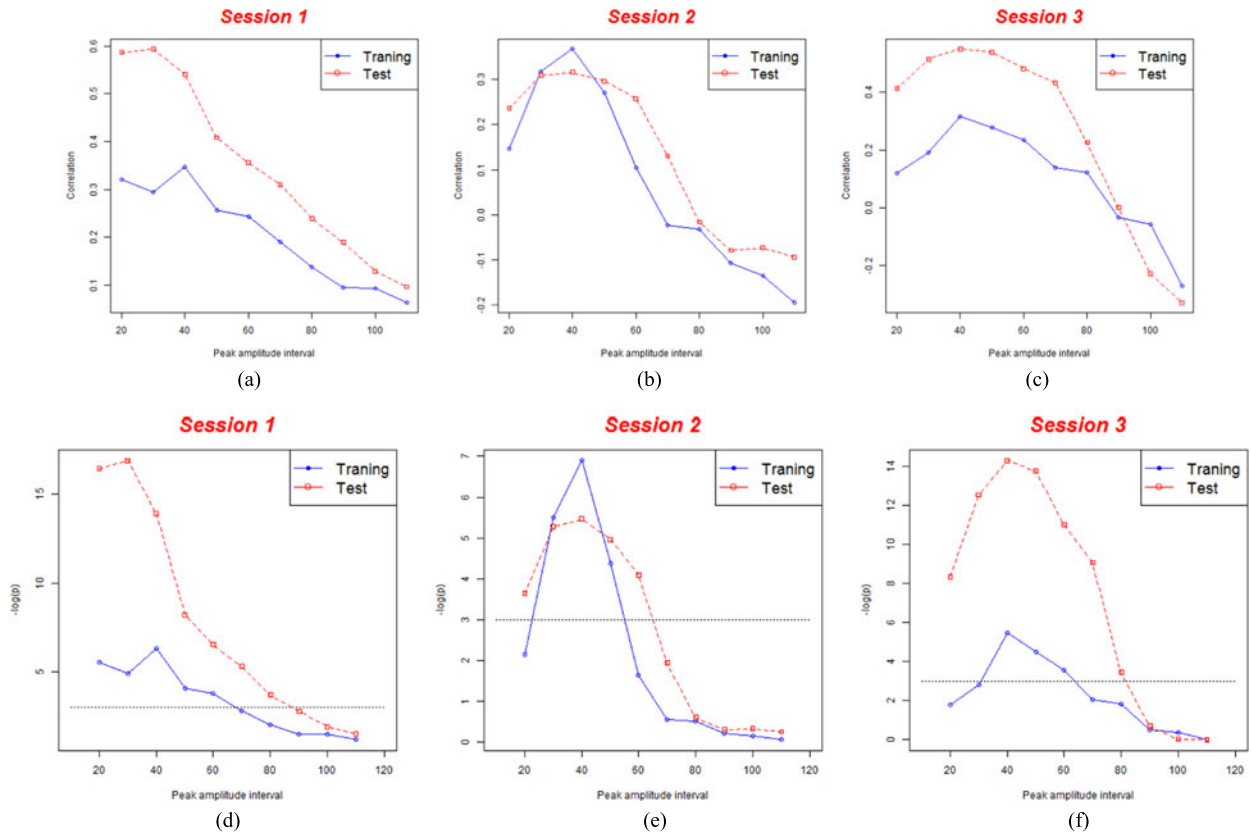 Session 1
Traning
Test
Correlation
0.6
0.5
0.4
0.3
0.2
0.1
20 40 60 80 100
Peak amplitude interval
(a)
Session 2
Traning
Test
Correlation
0.3
0.2
0.1
0.0
-0.1
-0.2
20 40 60 80 100
Peak amplitude interval
(b)
Session 3
Traning
Test
Correlation
0.4
0.2
0.0
-0.2
20 40 60 80 100
Peak amplitude interval
(c)
Session 1
Traning
Test
-log(p)
15
10
5
20 40 60 80 100 120
Peak amplitude interval
(d)
Session 2
Traning
Test
-log(p)
7
6
5
4
3
2
1
0
20 40 60 80 100 120
Peak amplitude interval
(e)
Session 3
Traning
Test
-log(p)
14
12
10
8
6
4
2
0
20 40 60 80 100 120
Peak amplitude interval
(f)